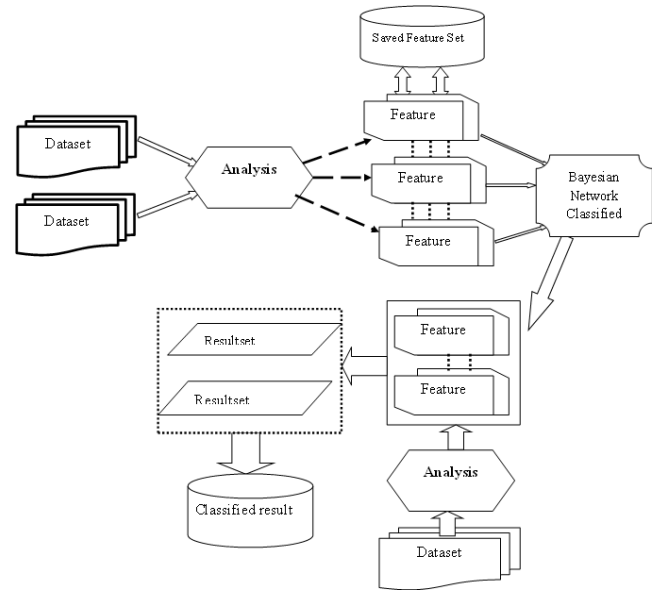 Saved Feature Set
Feature
Dataset
Analysis
Feature
Bayesian
Network
Classified
Dataset
Feature
Resultset
Feature
Resultset
Feature
Analysis
Classified result
Dataset